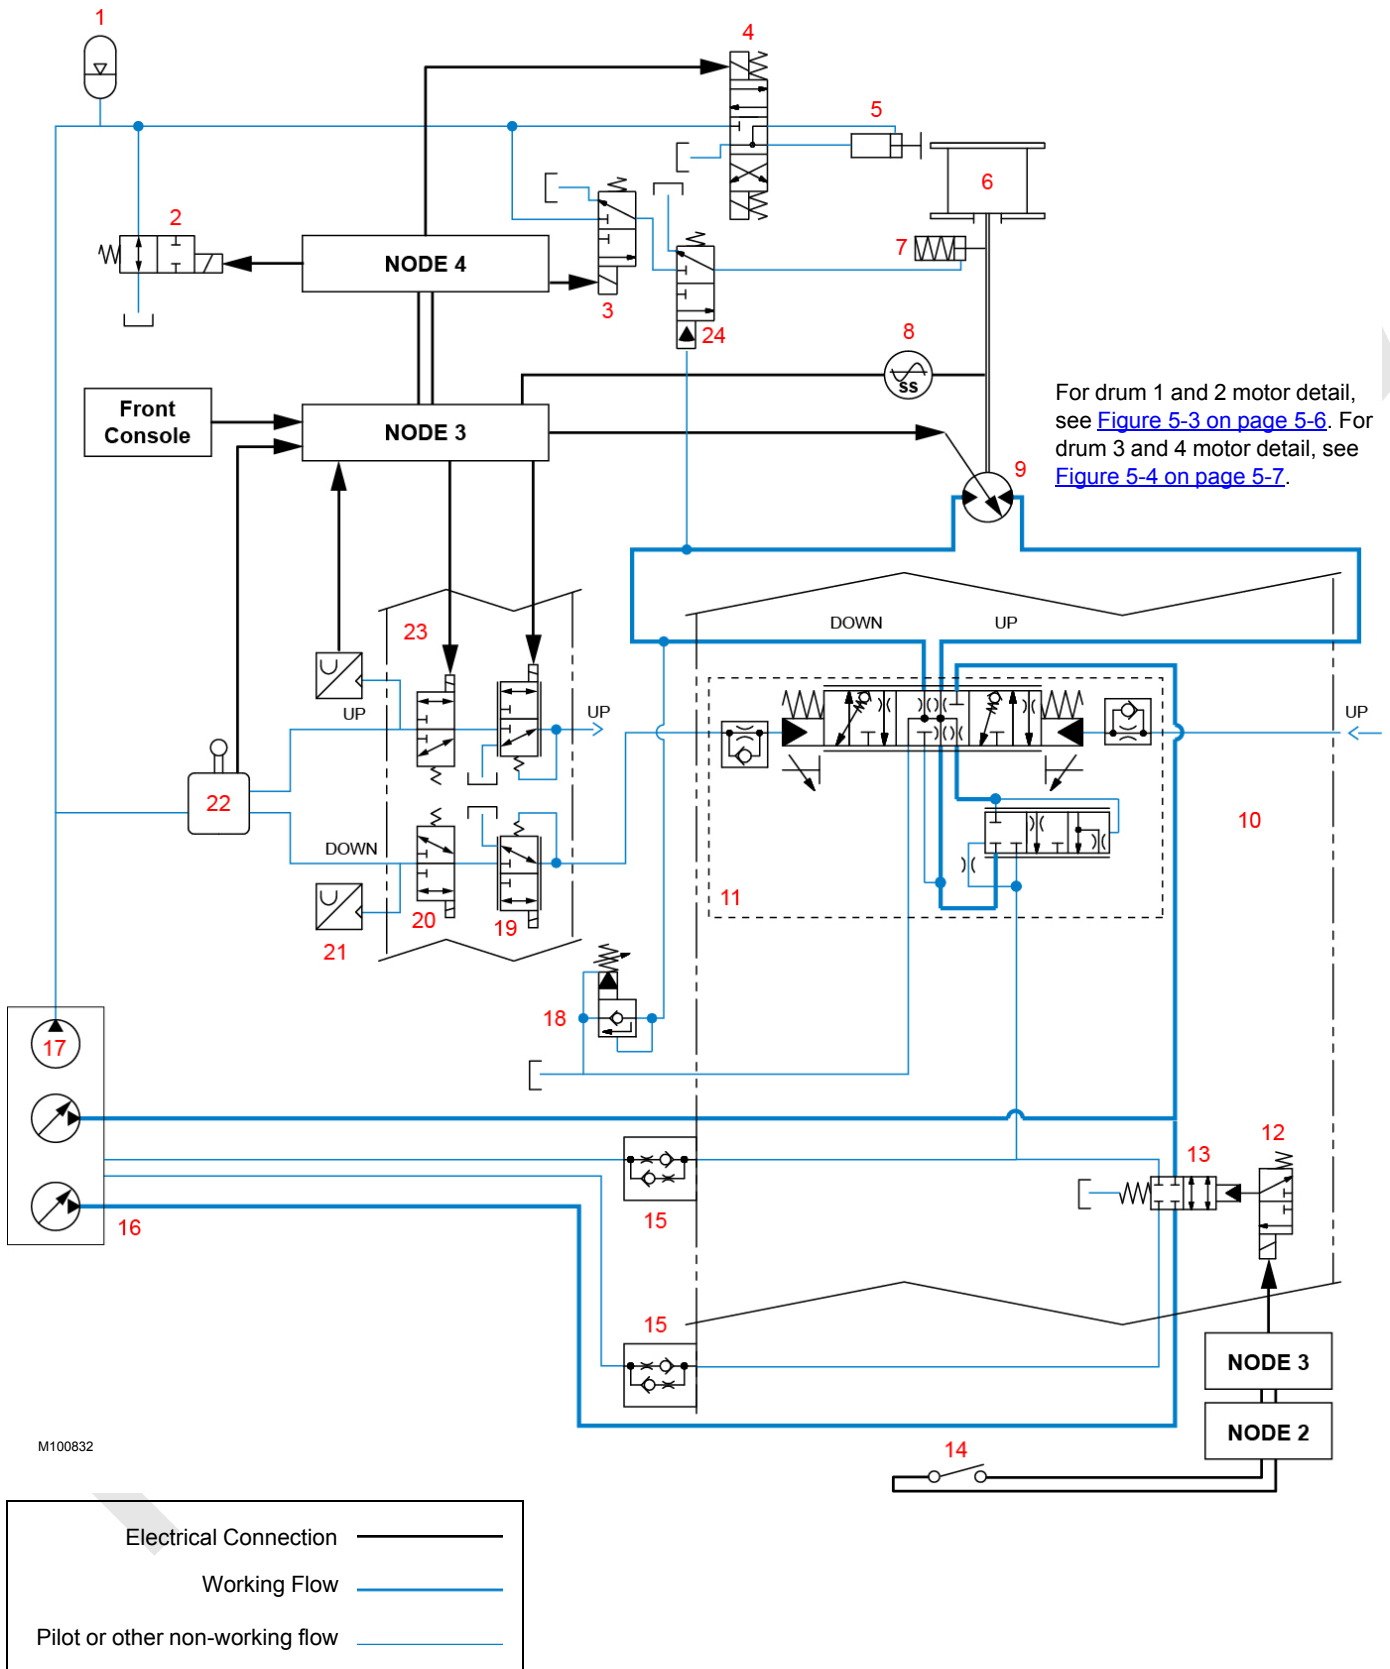 1
4
5
6
2
7
NODE 4
3
24
8
SS
For drum 1 and 2 motor detail,
see Figure 5-3 on page 5-6. For
drum 3 and 4 motor detail, see
Figure 5-4 on page 5-7.
Front
Console
NODE 3
9
23
DOWN
UP
UP
UP
UP
22
10
DOWN
11
20
19
21
18
17
12
13
16
15
15
NODE 3
NODE 2
14
M100832
Electrical Connection
Working Flow
Pilot or other non-working flow